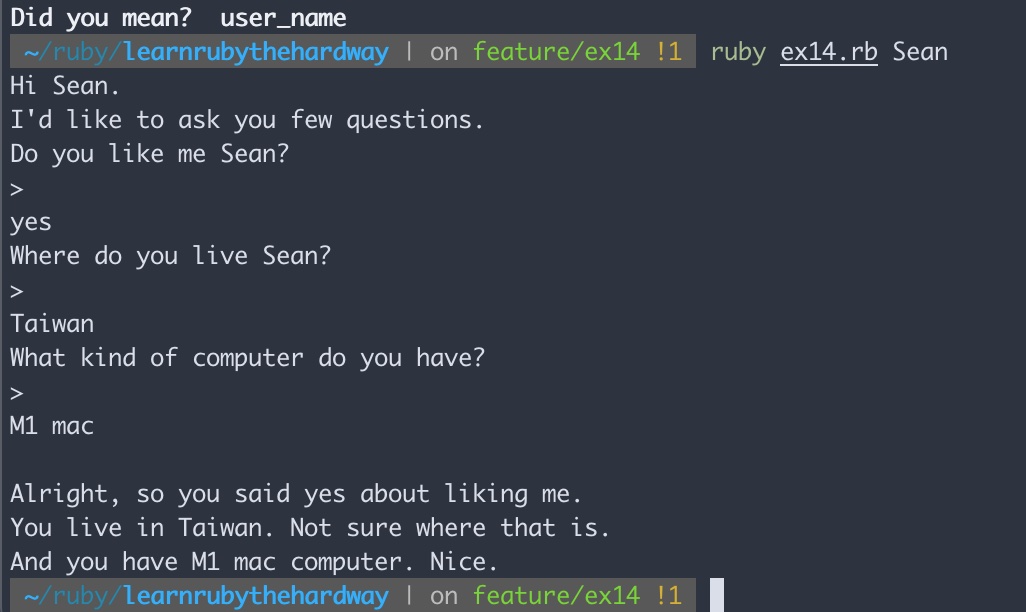 Did you mean?  user_name
~/ruby/learnrubythehardway | on feature/ex14 !1  ruby ex14.rb Sean
Hi Sean.
I'd like to ask you few questions.
Do you like me Sean?
>
yes
Where do you live Sean?
>
Taiwan
What kind of computer do you have?
>
M1 mac
Alright, so you said yes about liking me.
You live in Taiwan. Not sure where that is.
And you have M1 mac computer. Nice.
~/ruby/learnrubythehardway | on feature/ex14 !1